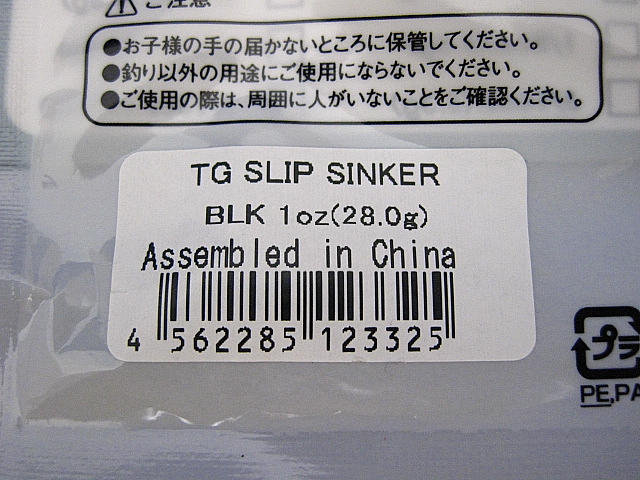 ご注意
●お子様の手の届かないところに保管してください。
●釣り以外の用途にご使用にならないでください。
●ご使用の際は、周囲に人がいないことをご確認ください。
TG SLIP SINKER
BLK 1oz(28.0g)
Assembled in China
4 562285 123325
プラ
PE,PA